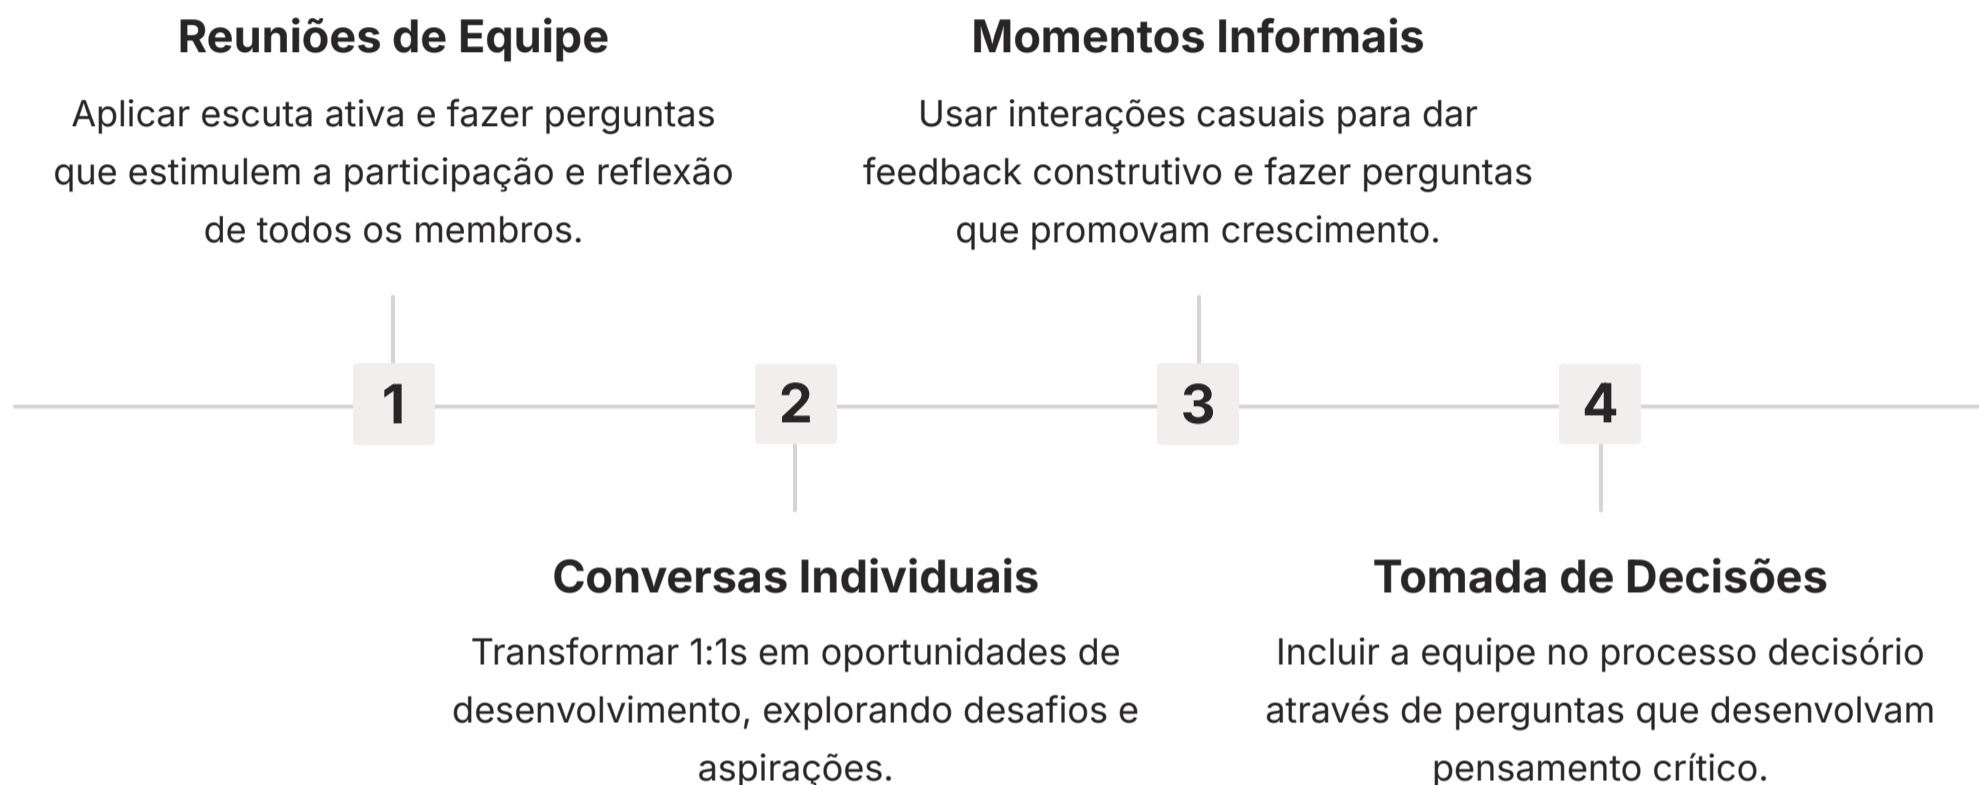 Reuniões de Equipe
Aplicar escuta ativa e fazer perguntas
que estimulem a participação e reflexão
de todos os membros.
Momentos Informais
Usar interações casuais para dar
feedback construtivo e fazer perguntas
que promovam crescimento.
1
2
3
4
Conversas Individuais
Transformar 1:1s em oportunidades de
desenvolvimento, explorando desafios e
aspirações.
Tomada de Decisões
Incluir a equipe no processo decisório
através de perguntas que desenvolvam
pensamento crítico.